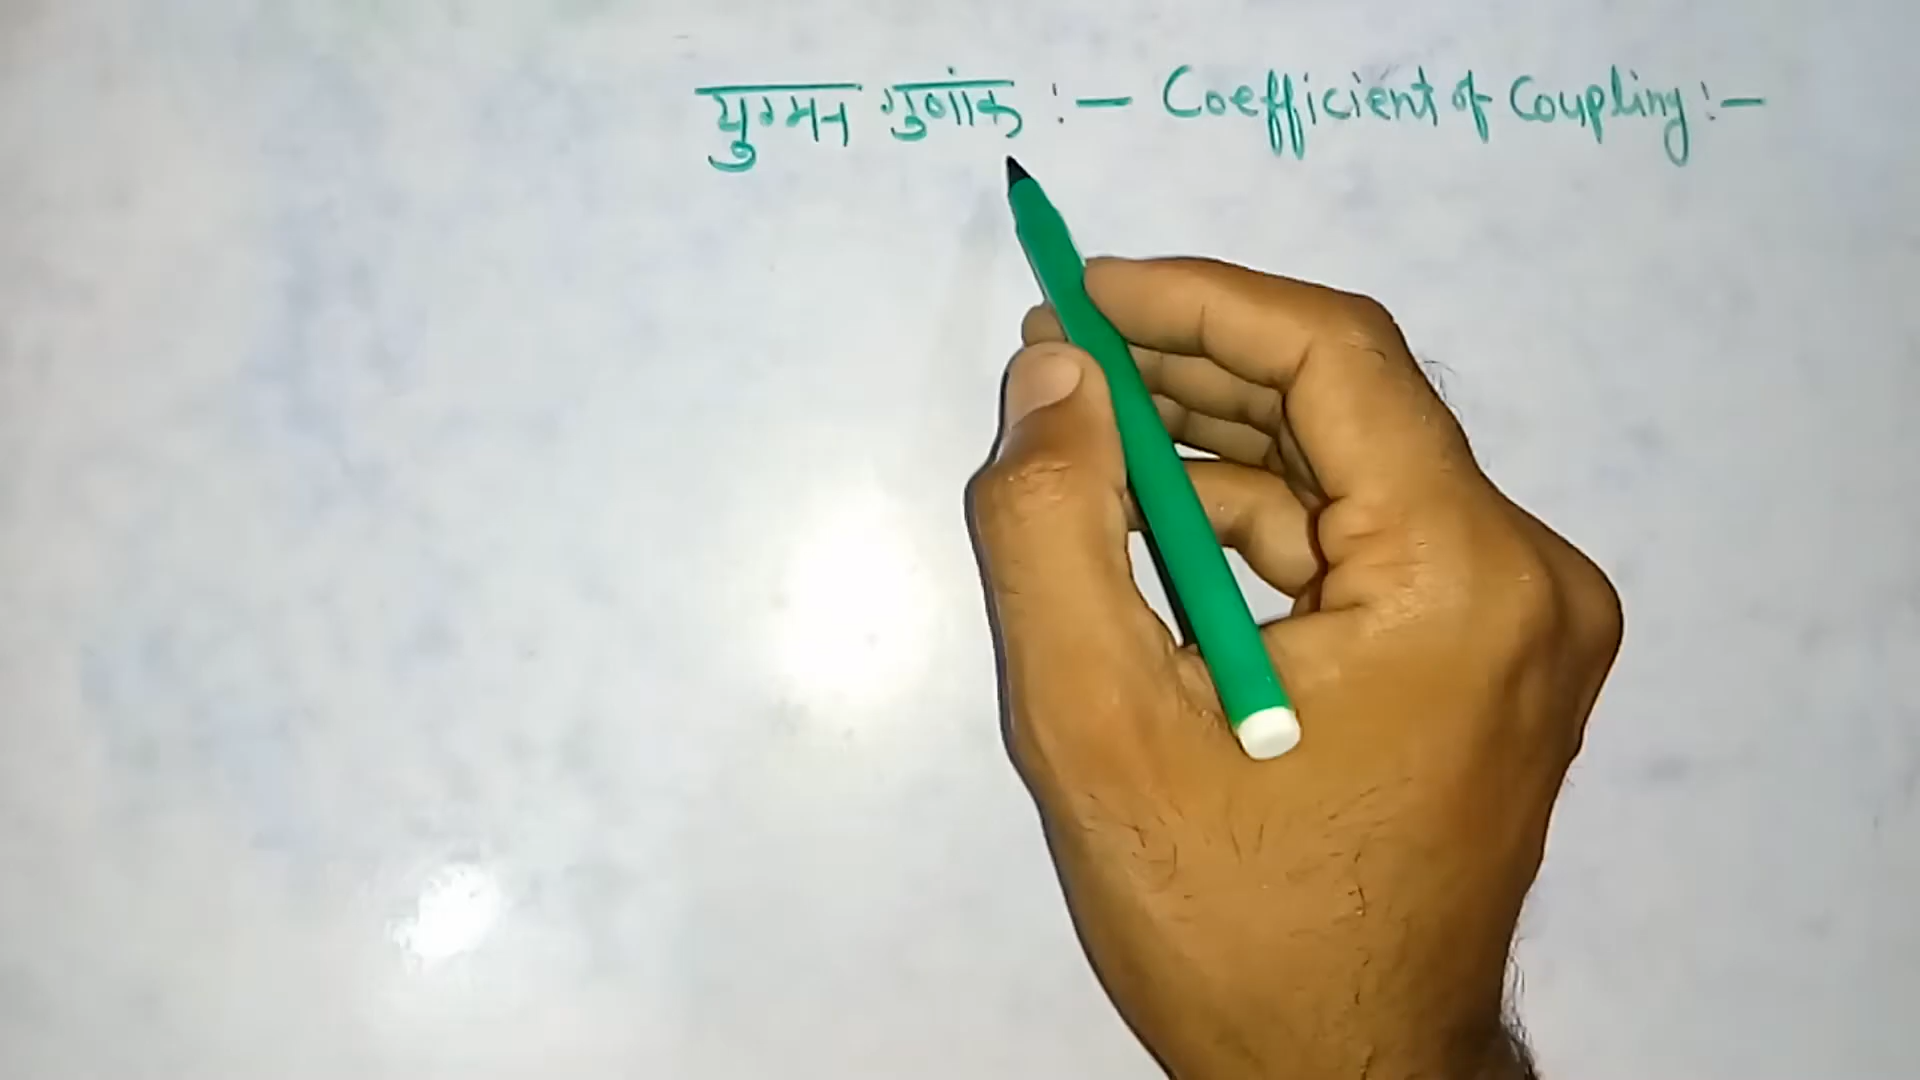 युग्मन गुणांक :- Coefficient of Coupling :-